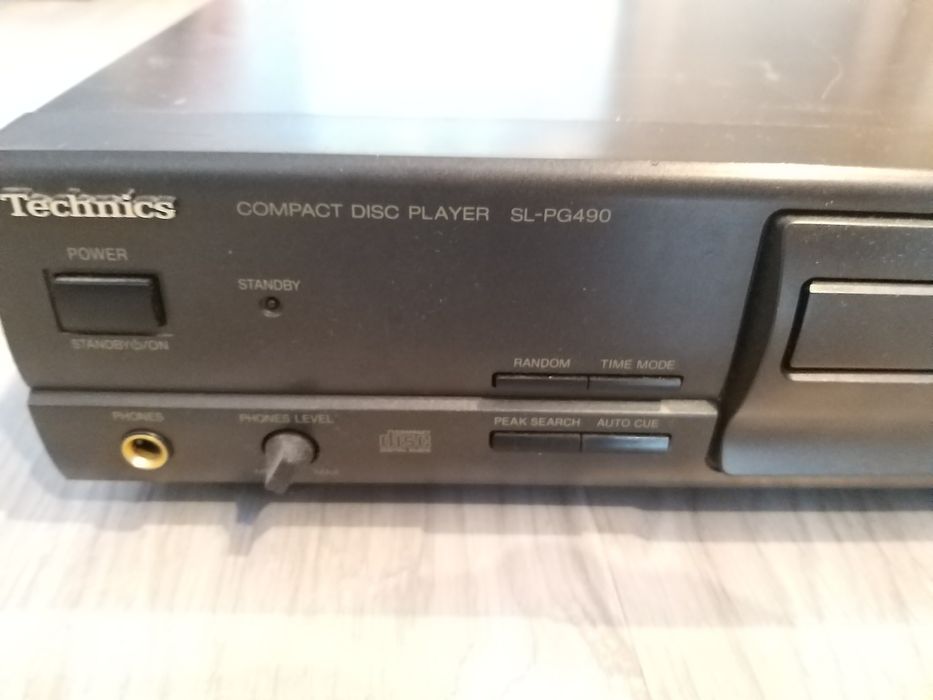 Technics
COMPACT DISC PLAYER SL-PG490
POWER
STANDBY
STANDBY⏻/ON
RANDOM TIME MODE
PHONES
PHONES LEVEL
disc
PEAK SEARCH AUTO CUE